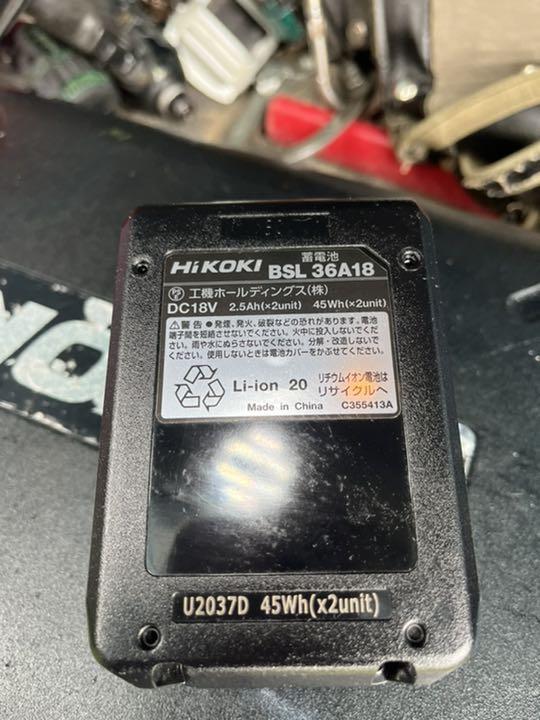 HiKOKI
蓄電池
BSL 36A18
工機ホールディングス(株)
DC18V 2.5Ah(×2unit) 45Wh(×2unit)
⚠警告 ●発煙、発火、破裂などの恐れがあります。電池
端子間を短絡させないでください。火中に投入しないでくだ
さい。雨や水にぬらさないでください。分解・改造しないで
ください。使用しないときは電池カバーをかぶせてください。
Li-ion 20
リチウムイオン電池は
リサイクルへ
Made in China C355413A
U2037D 45Wh(x2unit)